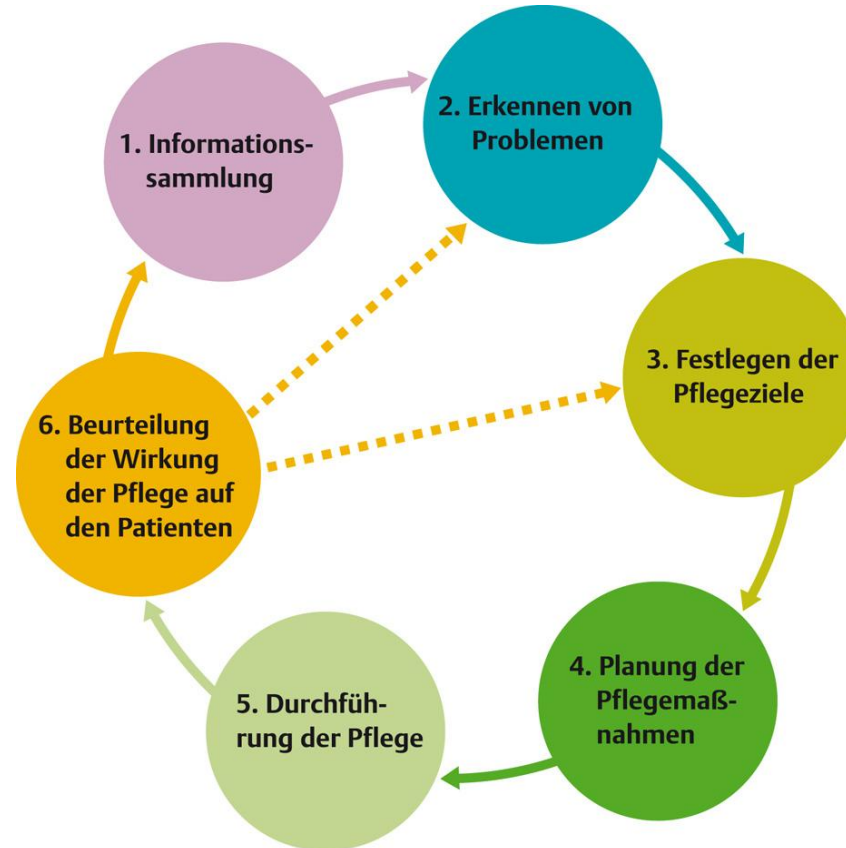 1. Informations-
sammlung
2. Erkennen von
Problemen
3. Festlegen der
Pflegeziele
4. Planung der
Pflegemaß-
nahmen
5. Durchfüh-
rung der Pflege
6. Beurteilung
der Wirkung
der Pflege auf
den Patienten